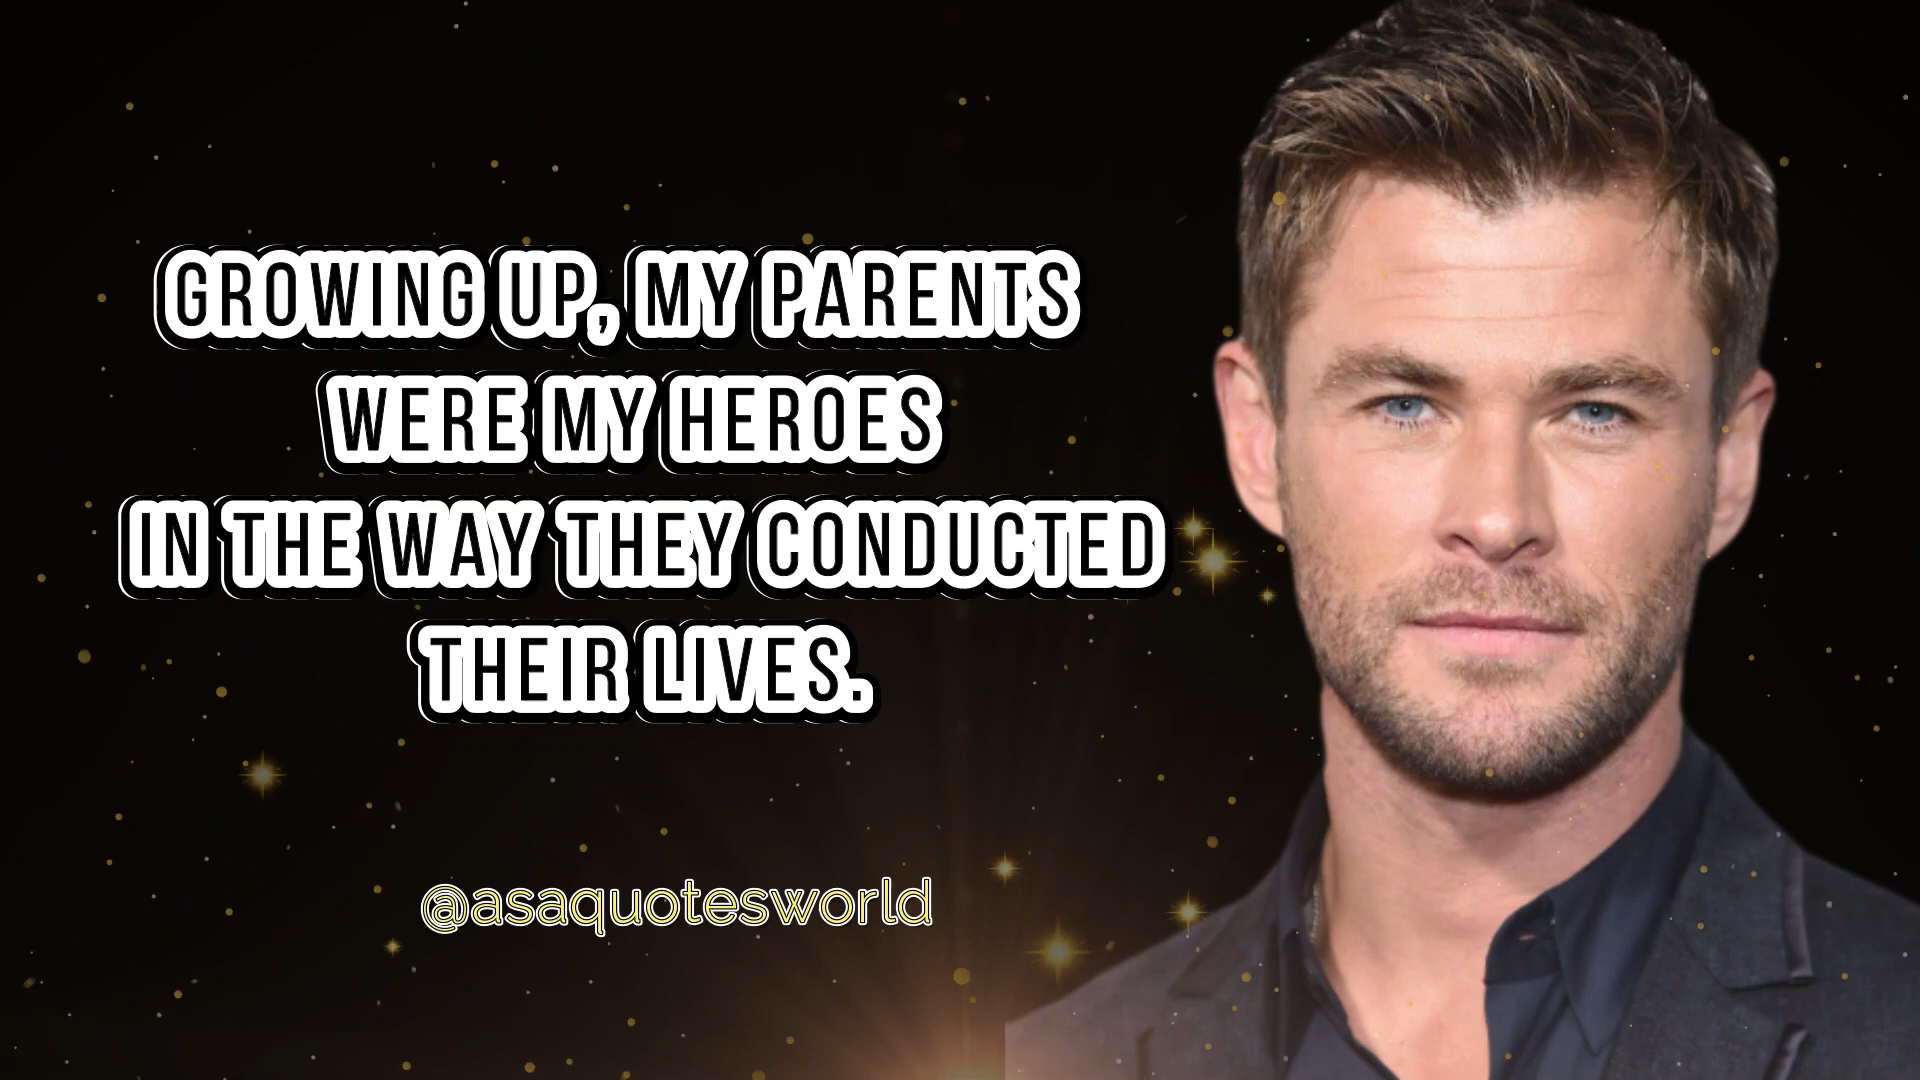 GROWING UP, MY PARENTS
WERE MY HEROES
IN THE WAY THEY CONDUCTED
THEIR LIVES.
@asaquotesworld